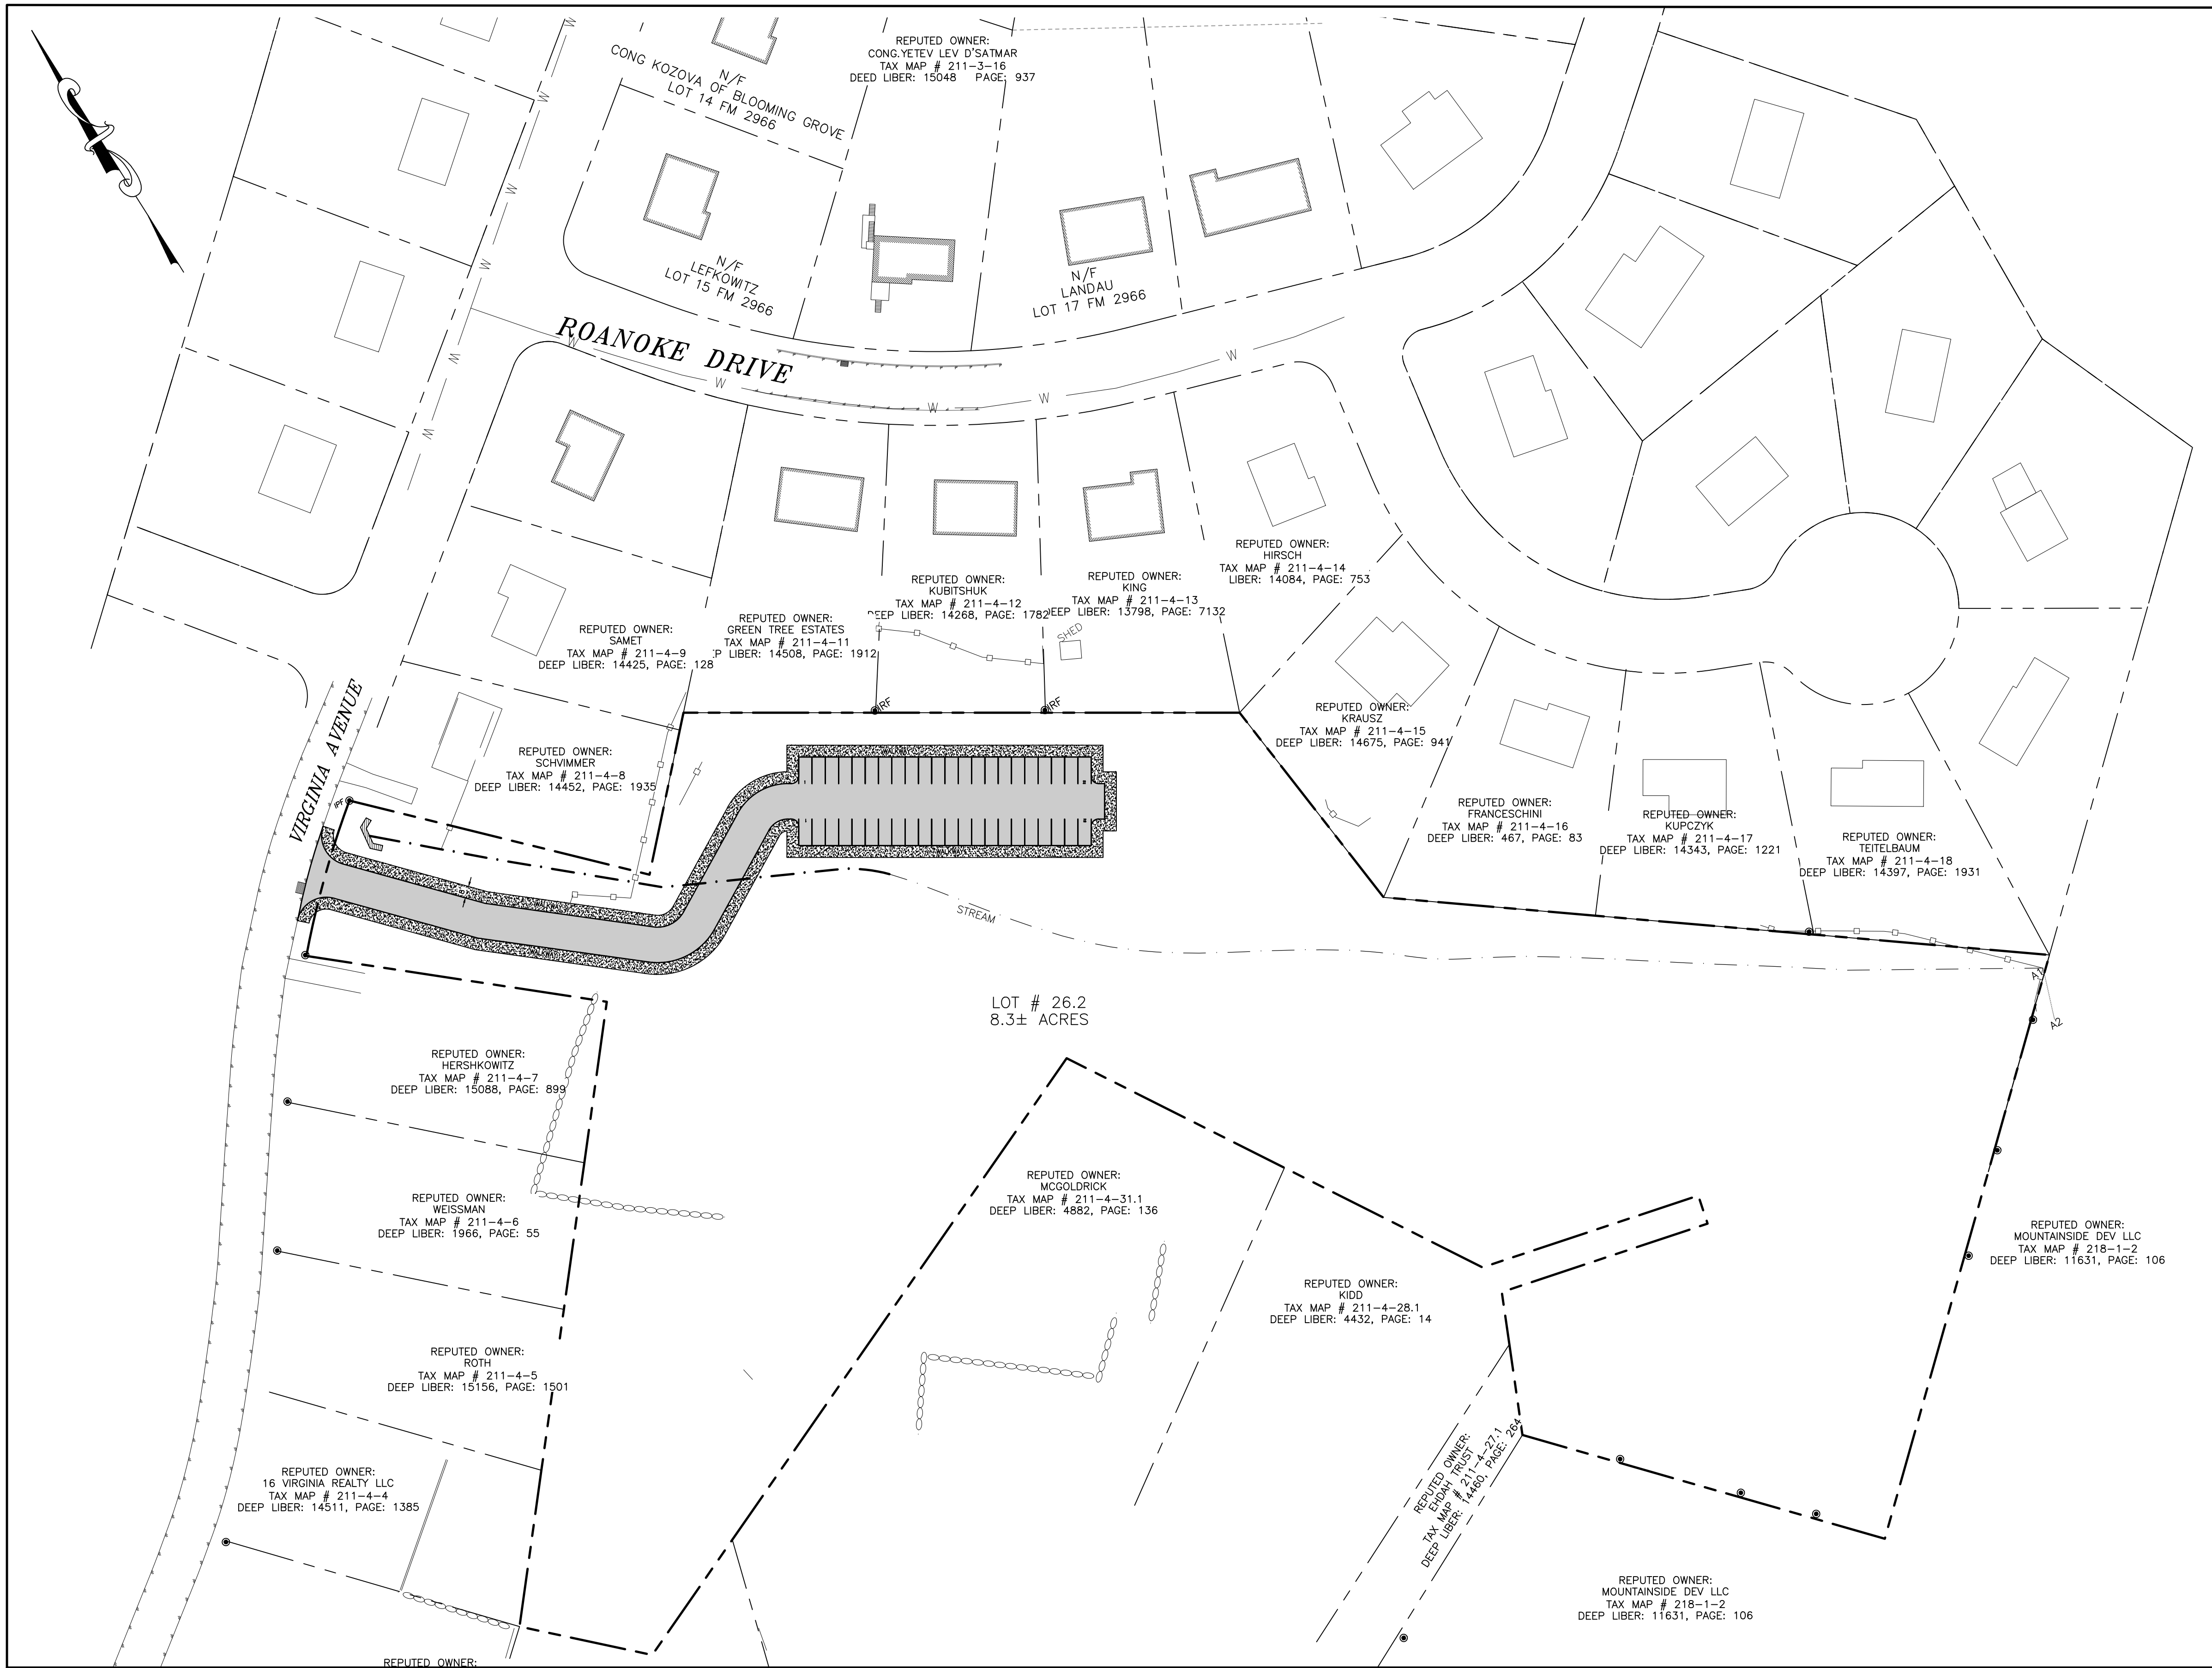 REPUTED OWNER:
CONG.YETEV LEV D'SATMAR
TAX MAP # 211-3-16
DEED LIBER: 15048 PAGE: 937
N/F
CONG KOZOVA OF BLOOMING GROVE
LOT 14 FM 2966
N/F
LEFKOWITZ
LOT 15 FM 2966
N/F
LANDAU
LOT 17 FM 2966
W
W
W
W
W
W
W
W
ROANOKE DRIVE
W
W
W
W
W
REPUTED OWNER:
HIRSCH
TAX MAP # 211-4-14
LIBER: 14084, PAGE: 753
REPUTED OWNER:
KING
TAX MAP # 211-4-13
DEEP LIBER: 13798, PAGE: 7132
REPUTED OWNER:
KUBITSHUK
TAX MAP # 211-4-12
DEEP LIBER: 14268, PAGE: 1782
REPUTED OWNER:
GREEN TREE ESTATES
TAX MAP # 211-4-11
LIBER: 14508, PAGE: 1912
REPUTED OWNER:
SAMET
TAX MAP # 211-4-9
DEEP LIBER: 14425, PAGE: 128
SHED
IRF
IRF
VIRGINIA AVENUE
REPUTED OWNER:
SCHVIMMER
TAX MAP # 211-4-8
DEEP LIBER: 14452, PAGE: 1935
REPUTED OWNER:
KRAUSZ
TAX MAP # 211-4-15
DEEP LIBER: 14675, PAGE: 941
REPUTED OWNER:
FRANCESCHINI
TAX MAP # 211-4-16
DEEP LIBER: 467, PAGE: 83
REPUTED OWNER:
KUPCZYK
TAX MAP # 211-4-17
DEEP LIBER: 14343, PAGE: 1221
REPUTED OWNER:
TEITELBAUM
TAX MAP # 211-4-18
DEEP LIBER: 14397, PAGE: 1931
STREAM
A1
A2
LOT # 26.2
8.3± ACRES
REPUTED OWNER:
HERSHKOWITZ
TAX MAP # 211-4-7
DEEP LIBER: 15088, PAGE: 899
REPUTED OWNER:
WEISSMAN
TAX MAP # 211-4-6
DEEP LIBER: 1966, PAGE: 55
REPUTED OWNER:
MCGOLDRICK
TAX MAP # 211-4-31.1
DEEP LIBER: 4882, PAGE: 136
REPUTED OWNER:
KIDD
TAX MAP # 211-4-28.1
DEEP LIBER: 4432, PAGE: 14
REPUTED OWNER:
MOUNTAINSIDE DEV LLC
TAX MAP # 218-1-2
DEEP LIBER: 11631, PAGE: 106
REPUTED OWNER:
ROTH
TAX MAP # 211-4-5
DEEP LIBER: 15156, PAGE: 1501
REPUTED OWNER:
16 VIRGINIA REALTY LLC
TAX MAP # 211-4-4
DEEP LIBER: 14511, PAGE: 1385
REPUTED OWNER:
EHDAH TRUST
TAX MAP # 211-4-27.1
DEEP LIBER: 14460, PAGE: 264
REPUTED OWNER:
MOUNTAINSIDE DEV LLC
TAX MAP # 218-1-2
DEEP LIBER: 11631, PAGE: 106
REPUTED OWNER: